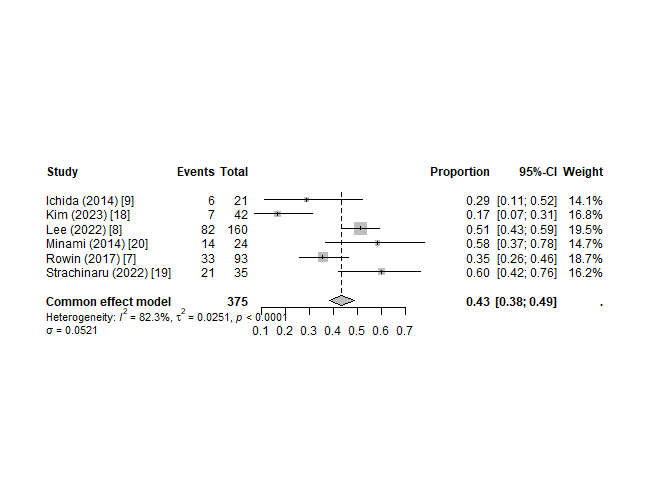 Study Events Total Proportion 95%-CI Weight
Ichida (2014) [9] 6 21 0.29 [0.11; 0.52] 14.1%
Kim (2023) [18] 7 42 0.17 [0.07; 0.31] 16.8%
Lee (2022) [8] 82 160 0.51 [0.43; 0.59] 19.5%
Minami (2014) [20] 14 24 0.58 [0.37; 0.78] 14.7%
Rowin (2017) [7] 33 93 0.35 [0.26; 0.46] 18.7%
Strachinaru (2022) [19] 21 35 0.60 [0.42; 0.76] 16.2%
Common effect model 375 0.43 [0.38; 0.49] .
Heterogeneity: I² = 82.3%, τ² = 0.0251, p < 0.0001
σ = 0.0521 0.1 0.2 0.3 0.4 0.5 0.6 0.7